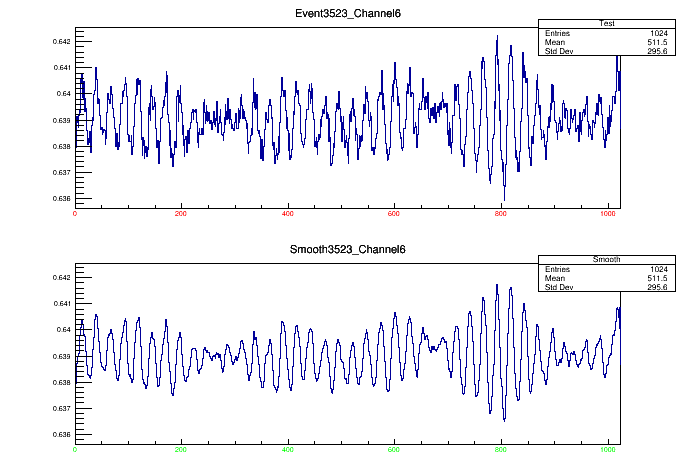 Event3523_Channel6
Test
Entries 1024
Mean 511.5
Std Dev 295.6
0.642
0.641
0.64
0.639
0.638
0.637
0.636
0 200 400 600 800 1000
Smooth3523_Channel6
Smooth
Entries 1024
Mean 511.5
Std Dev 295.6
0.642
0.641
0.64
0.639
0.638
0.637
0.636
0 200 400 600 800 1000